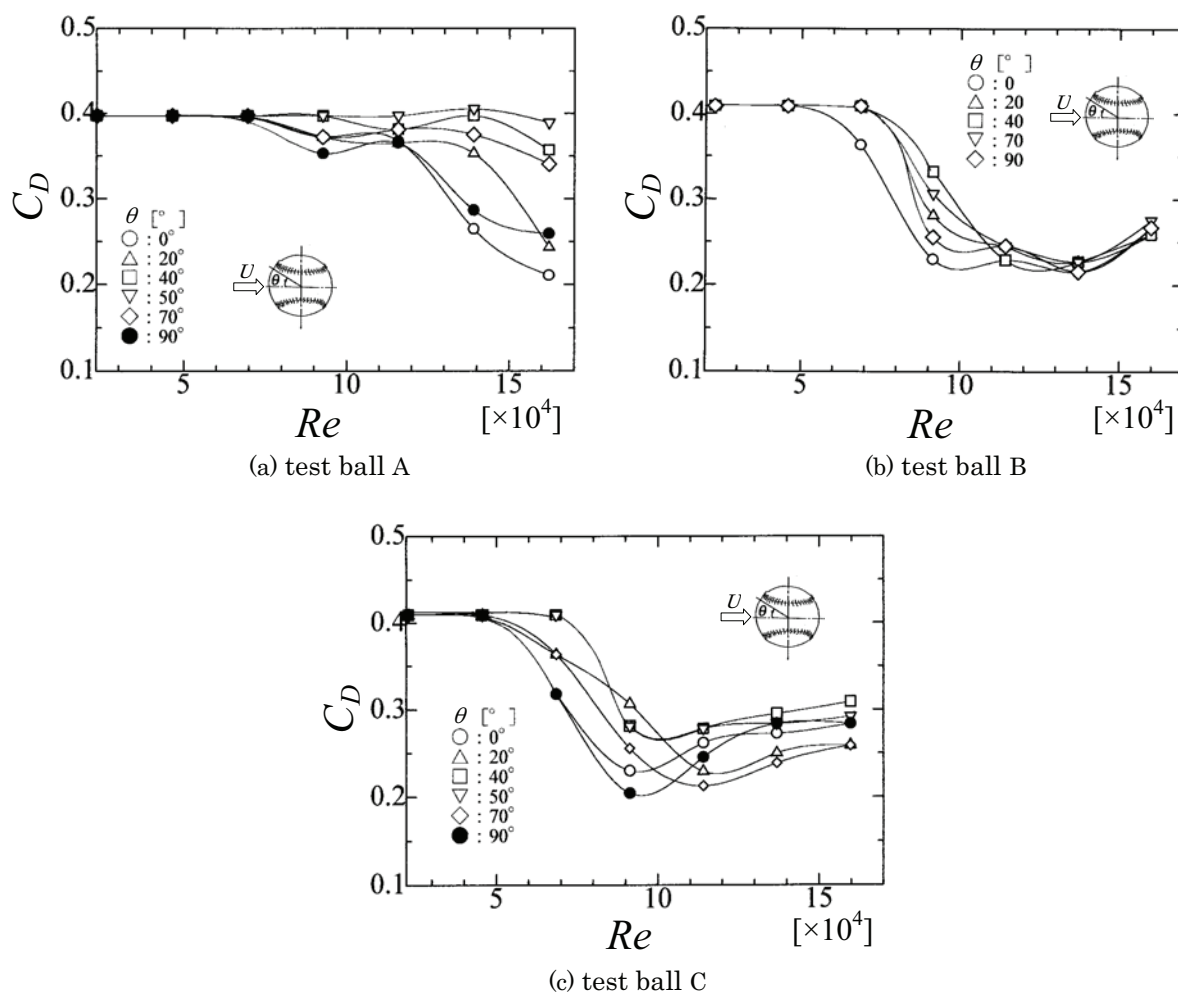 0.5
0.4
0.3
0.2
0.1
C_D
θ [°]
○ : 0°
△ : 20°
□ : 40°
▽ : 50°
◇ : 70°
● : 90°
U
θ
5
10
15
Re
[×10⁴]
(a) test ball A
0.5
0.4
0.3
0.2
0.1
C_D
θ [°]
○ : 0
△ : 20
□ : 40
▽ : 70
◇ : 90
U
θ
5
10
15
Re
[×10⁴]
(b) test ball B
0.5
0.4
0.3
0.2
0.1
C_D
θ [°]
○ : 0°
△ : 20°
□ : 40°
▽ : 50°
◇ : 70°
● : 90°
U
θ
5
10
15
Re
[×10⁴]
(c) test ball C